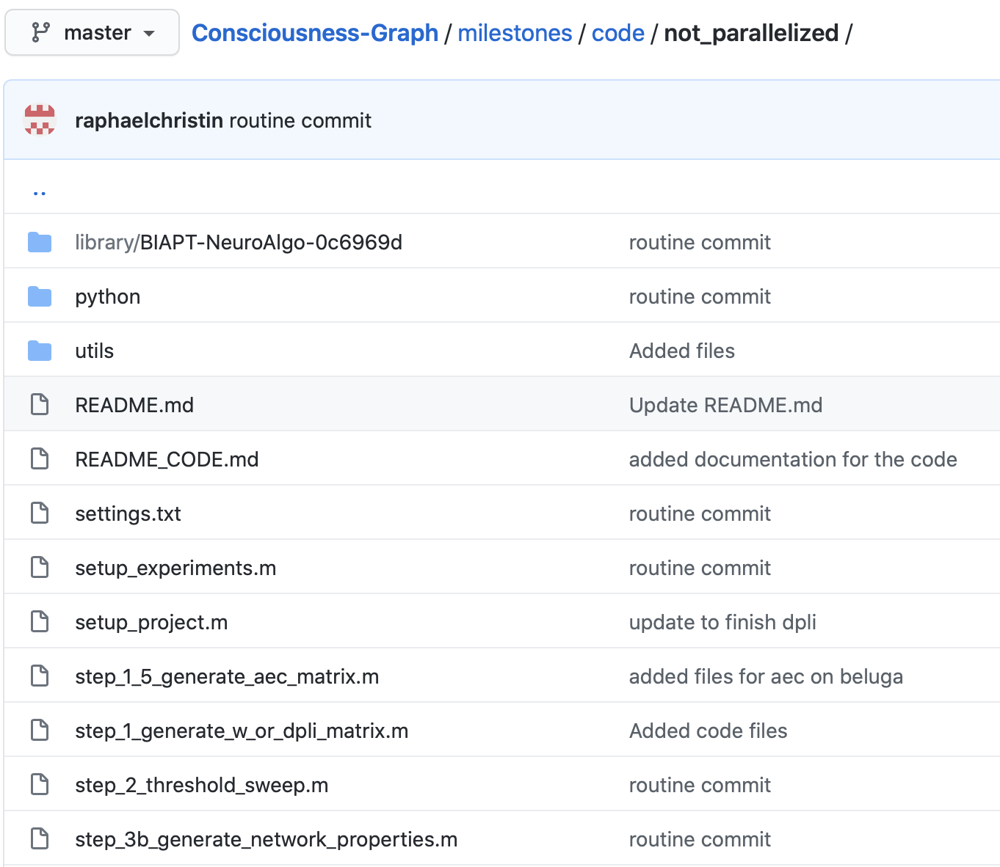 master Consciousness-Graph / milestones / code / not_parallelized /
raphaelchristin routine commit
..
library/BIAPT-NeuroAlgo-0c6969d routine commit
python routine commit
utils Added files
README.md Update README.md
README_CODE.md added documentation for the code
settings.txt routine commit
setup_experiments.m routine commit
setup_project.m update to finish dpli
step_1_5_generate_aec_matrix.m added files for aec on beluga
step_1_generate_w_or_dpli_matrix.m Added code files
step_2_threshold_sweep.m routine commit
step_3b_generate_network_properties.m routine commit